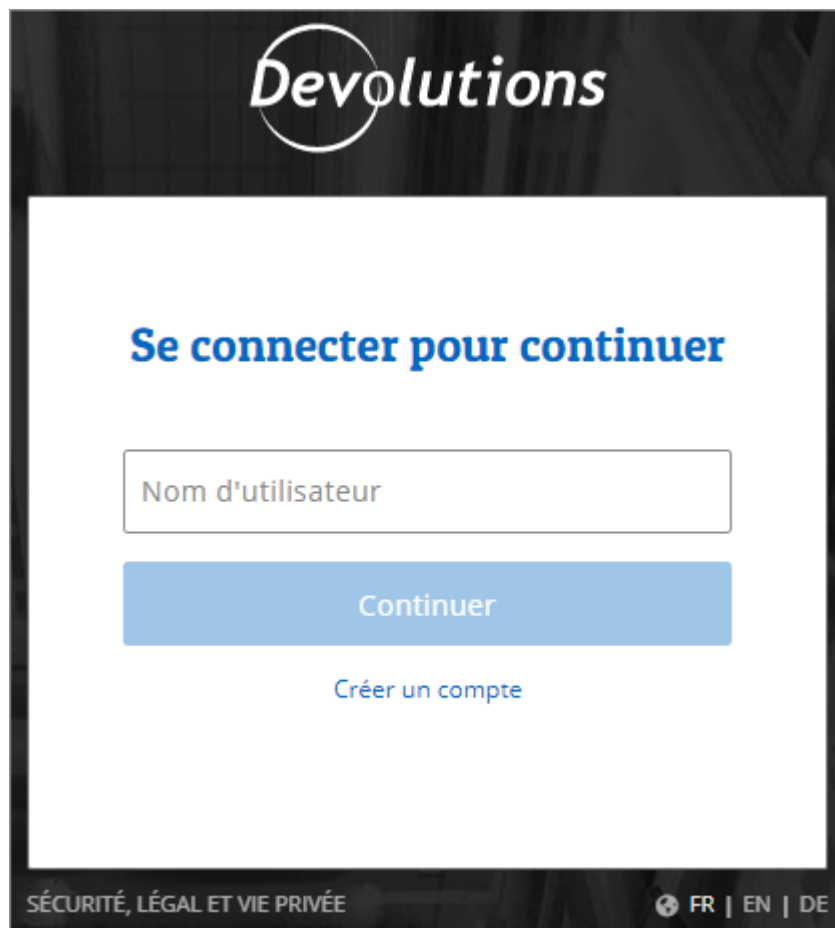 Devolutions
Se connecter pour continuer
Nom d'utilisateur
Continuer
Créer un compte
SÉCURITÉ, LÉGAL ET VIE PRIVÉE FR | EN | DE